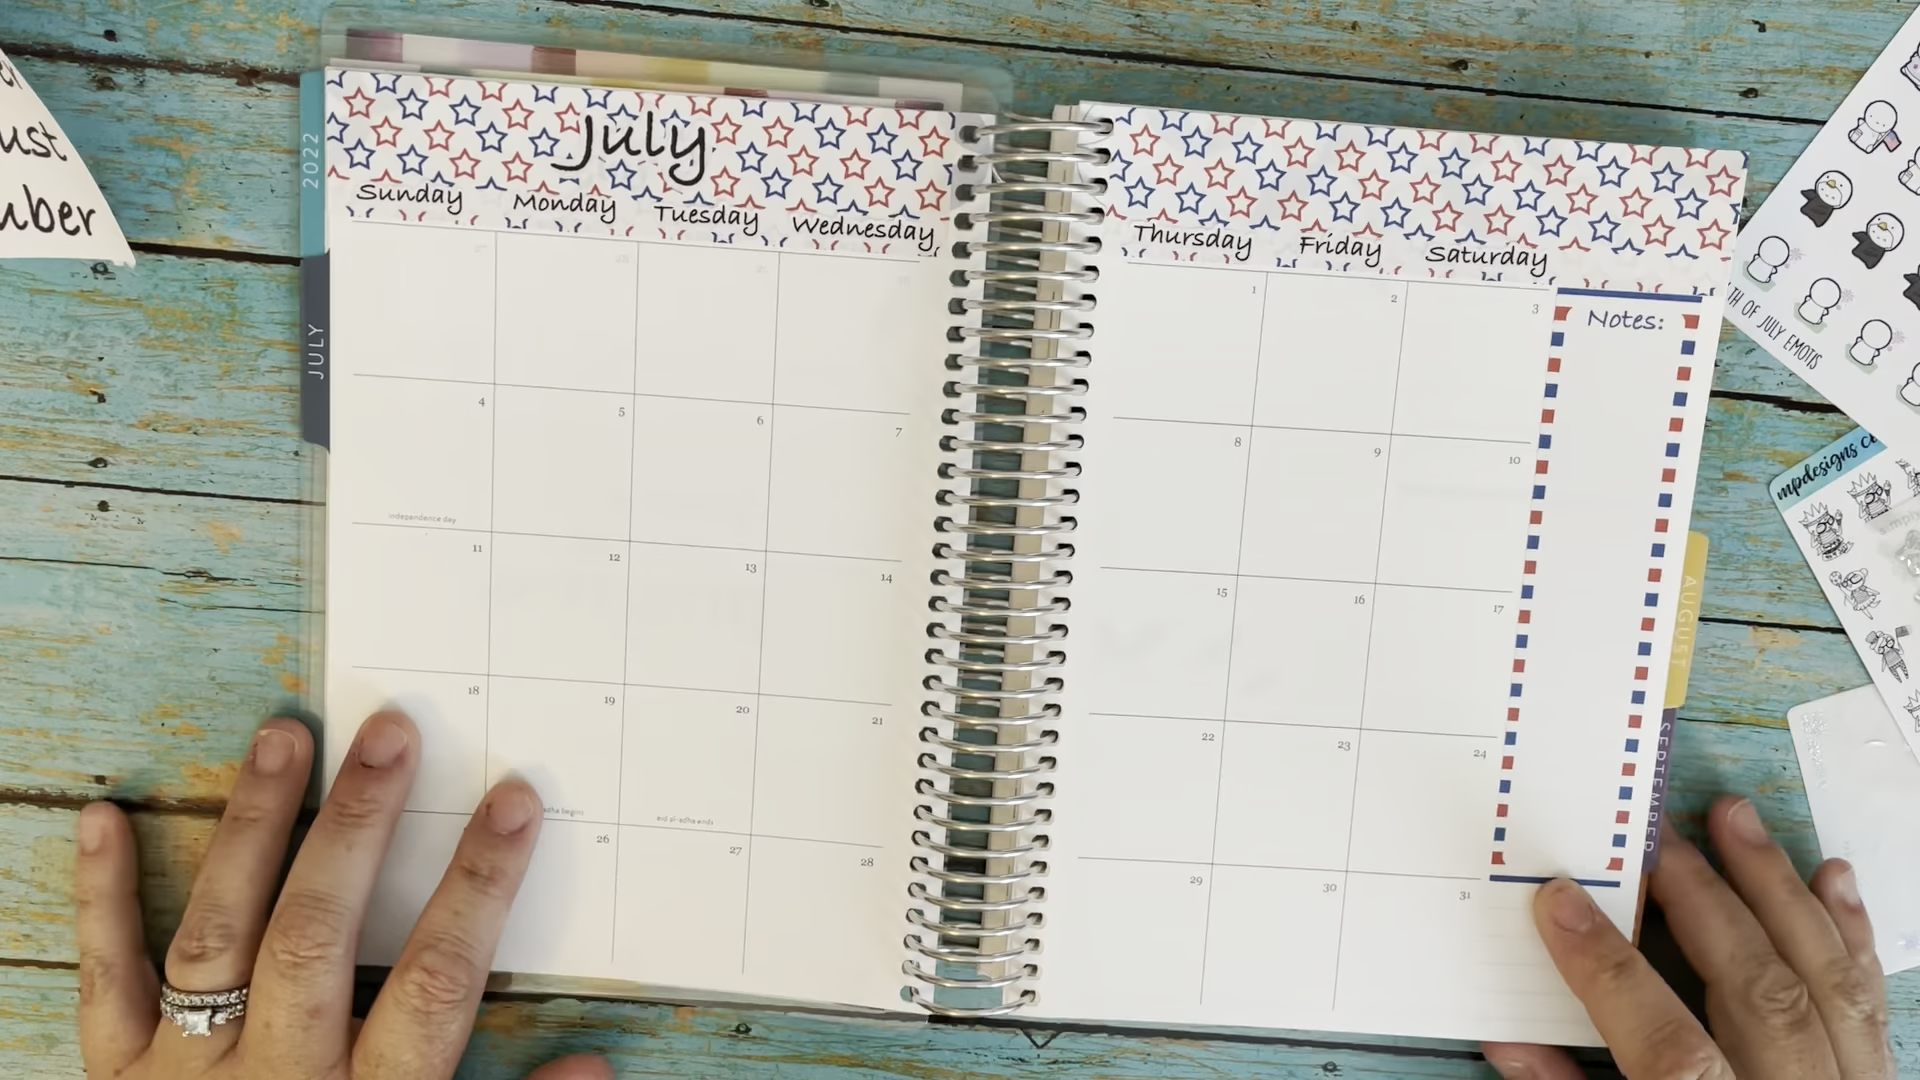 ust
uber
2022
JULY
July
Sunday Monday Tuesday Wednesday
4 5 6 7
independence day
11 12 13 14
18 19 20 21
adha begins eid al-adha ends
26 27 28
Thursday Friday Saturday
1 2 3
8 9 10
15 16 17
22 23 24
29 30 31
Notes:
AUGUST
SEPTEMBER
TH OF JULY EMOTIS
mpdesigns c